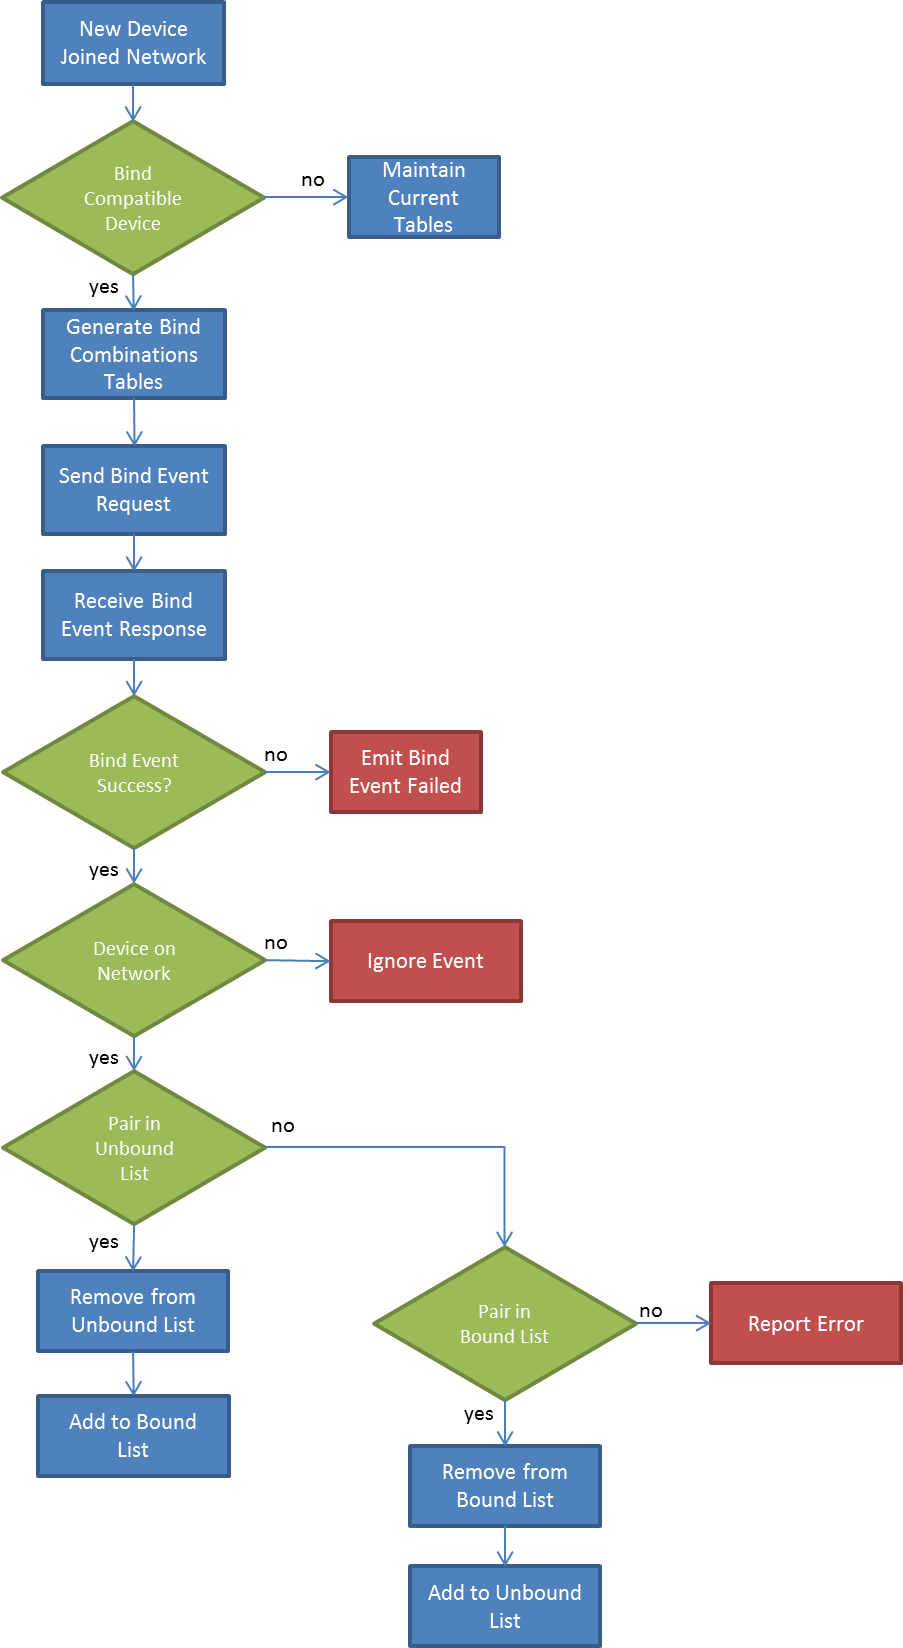 New Device
Joined Network
Bind
Compatible
Device
no
Maintain
Current
Tables
yes
Generate Bind
Combinations
Tables
Send Bind Event
Request
Receive Bind
Event Response
Bind Event
Success?
no
Emit Bind
Event Failed
yes
Device on
Network
no
Ignore Event
yes
Pair in
Unbound
List
no
yes
Remove from
Unbound List
Add to Bound
List
Pair in
Bound List
no
Report Error
yes
Remove from
Bound List
Add to Unbound
List